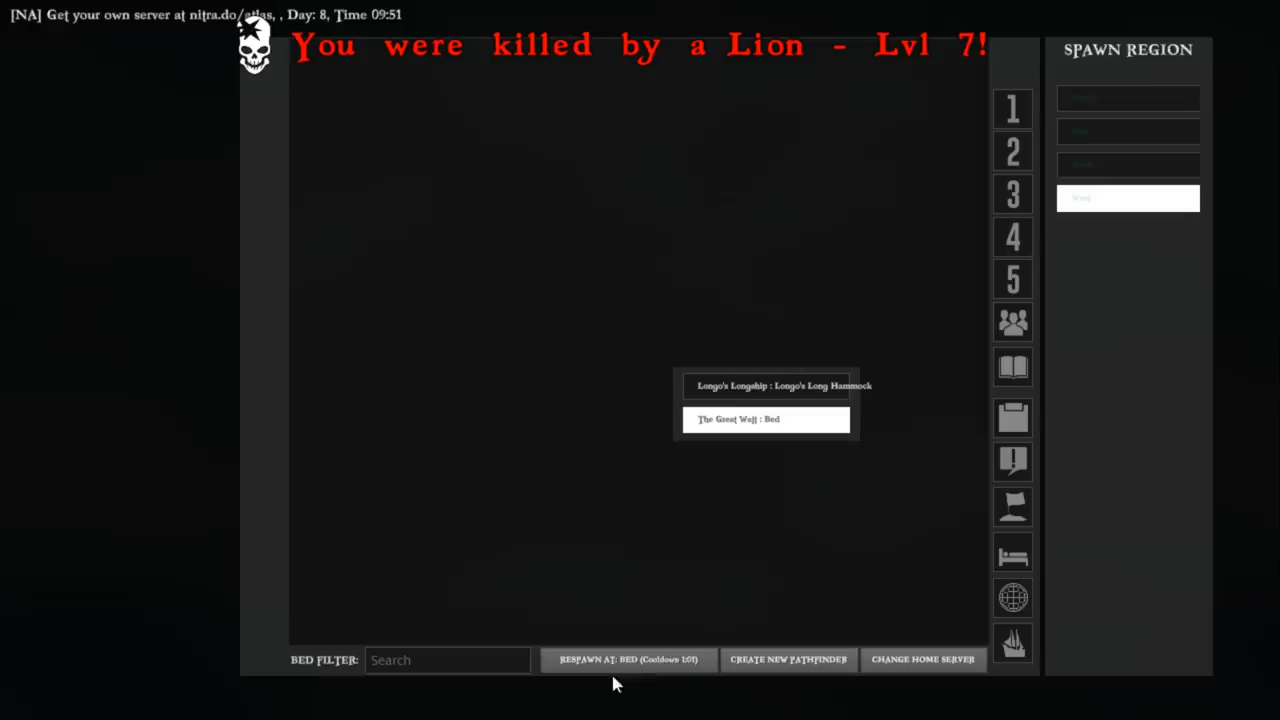 [NA] Get your own server at nitra.do/atlas, , Day: 8, Time 09:51
You were killed by a Lion - Lvl 7!
SPAWN REGION
1
2
3
4
5
Longo's Longship : Longo's Long Hammock
The Great Wall : Bed
BED FILTER:
Search
RESPAWN AT: BED (Cooldown 1:01)
CREATE NEW PATHFINDER
CHANGE HOME SERVER